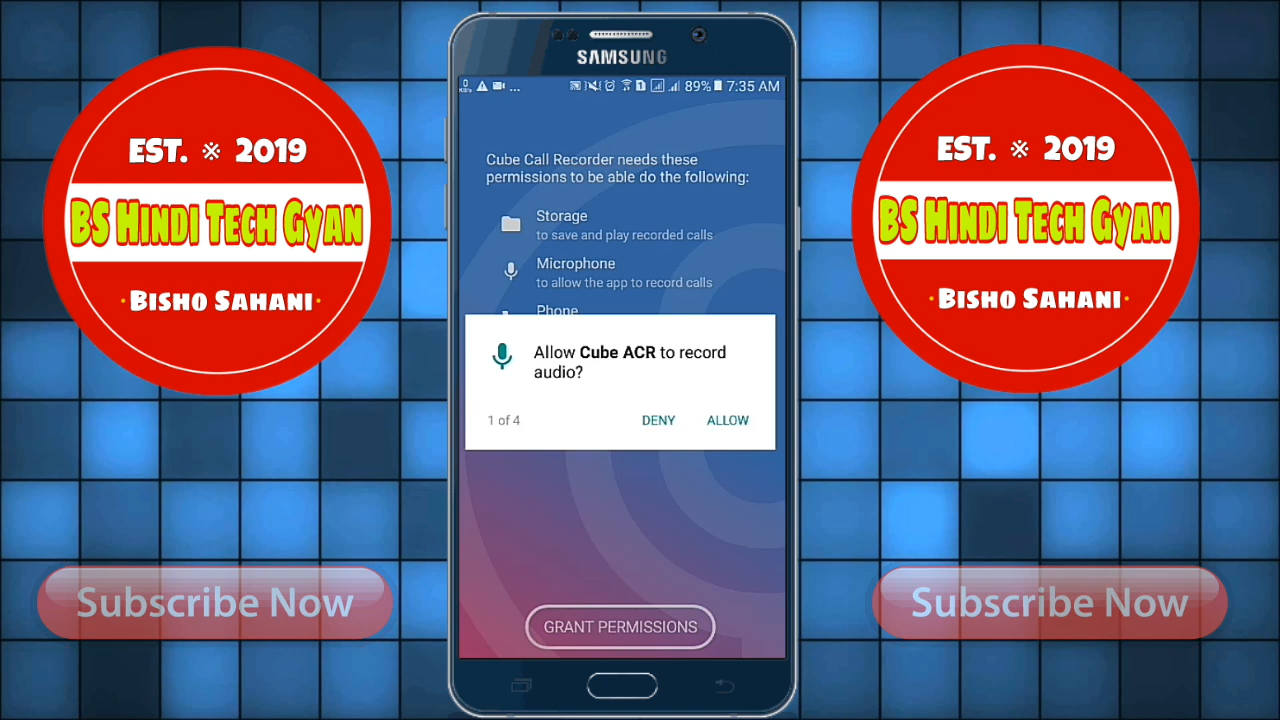 EST. ※ 2019
BS HINDI TECH GYAN
• BISHO SAHANI •
Subscribe Now
SAMSUNG
0
KB/s
... 89% 7:35 AM
Cube Call Recorder needs these
permissions to be able do the following:
Storage
to save and play recorded calls
Microphone
to allow the app to record calls
Phone
Allow Cube ACR to record
audio?
1 of 4 DENY ALLOW
GRANT PERMISSIONS
EST. ※ 2019
BS HINDI TECH GYAN
• BISHO SAHANI •
Subscribe Now